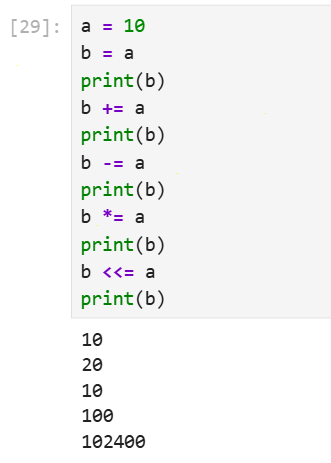 [29]: a = 10
b = a
print(b)
b += a
print(b)
b -= a
print(b)
b *= a
print(b)
b <<= a
print(b)
10
20
10
100
102400